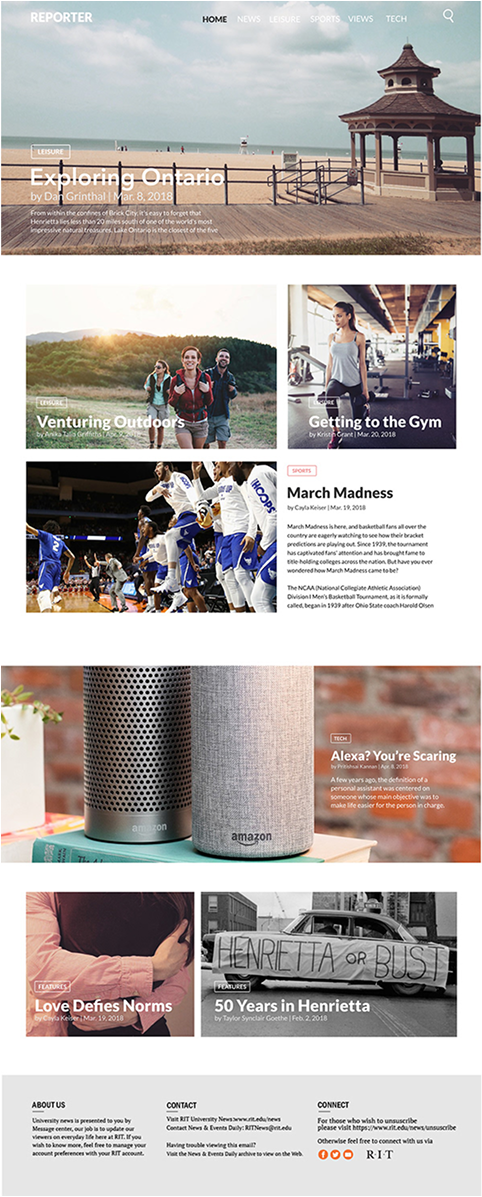 REPORTER
HOME NEWS LEISURE SPORTS VIEWS TECH
LEISURE
Exploring Ontario
by Dan Grinthal | Mar. 8, 2018
From within the confines of Brick City, it's easy to forget that
Henrietta lies less than 20 miles south of one of the world's most
impressive natural treasures. Lake Ontario is the closest of the five
LEISURE
Venturing Outdoors
by Anika Talia Griffiths | Apr. 9, 2018
LEISURE
Getting to the Gym
by Kristin Grant | Mar. 20, 2018
SPORTS
March Madness
by Cayla Keiser | Mar. 19, 2018
March Madness is here, and basketball fans all over the
country are eagerly watching to see how their bracket
predictions are playing out. Since 1939, the tournament
has captivated fans' attention and has brought fame to
title-holding colleges across the nation. But have you ever
wondered how March Madness came to be?
The NCAA (National Collegiate Athletic Association)
Division I Men's Basketball Tournament, as it is formally
called, began in 1939 after Ohio State coach Harold Olsen
HOOPS
TECH
Alexa? You're Scaring
Kannan | Apr. 8, 2018
A few years ago, the definition of a
personal assistant was centered on
someone whose main objective was to
make life easier for the person in charge.
amazon
amazon
FEATURES
Love Defies Norms
by Cayla Keiser | Mar. 19, 2018
HENRIETTA OR BUST
FEATURES
50 Years in Henrietta
by Taylor Synclair Goethe | Feb. 2, 2018
ABOUT US
University news is presented to you by
Message center, our job is to update our
viewers on everyday life here at RIT. If you
wish to know more, feel free to manage your
account preferences with your RIT account.
CONTACT
Visit RIT University News:www.rit.edu/news
Contact News & Events Daily: RITNews@rit.edu
Having trouble viewing this email?
Visit the News & Events Daily archive to view on the Web.
CONNECT
For those who wish to unsuscribe
please visit https://www.rit.edu/news/unsuscribe
Otherwise feel free to connect with us via
R·I·T